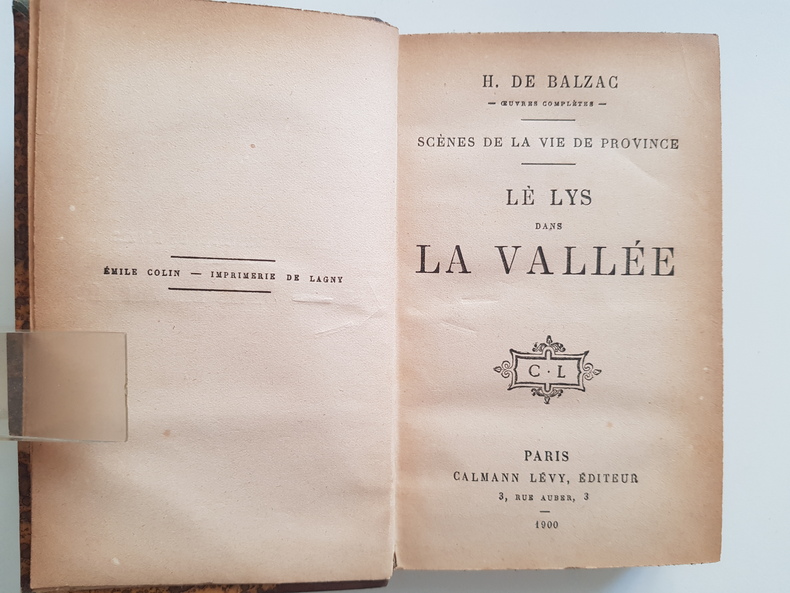 ÉMILE COLIN — IMPRIMERIE DE LAGNY
H. DE BALZAC
— ŒUVRES COMPLÈTES —
SCÈNES DE LA VIE DE PROVINCE
LÈ LYS
DANS
LA VALLÉE
C · L
PARIS
CALMANN LÉVY, ÉDITEUR
3, RUE AUBER, 3
1900